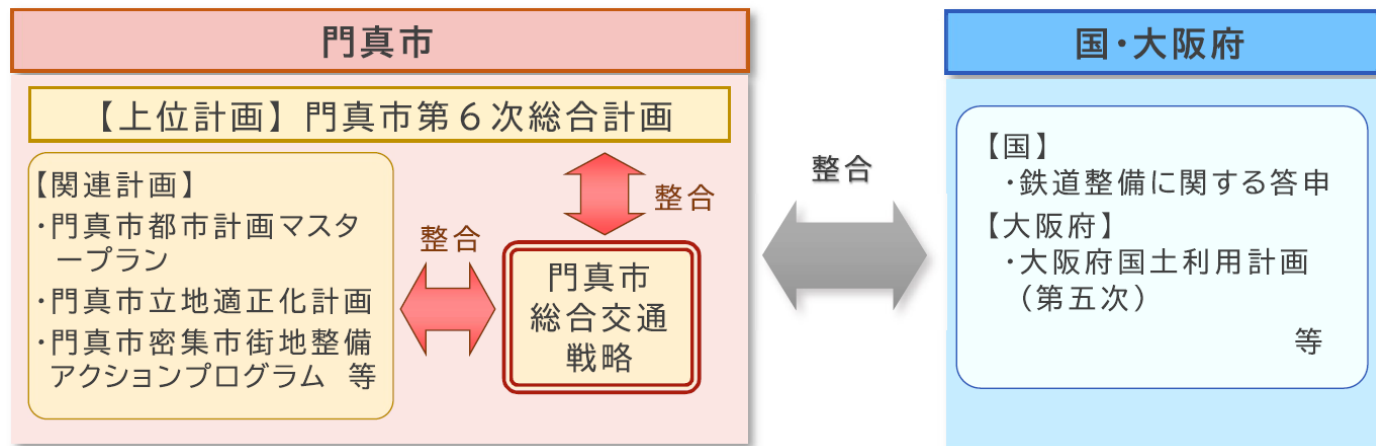 門真市
【上位計画】門真市第６次総合計画
【関連計画】
・門真市都市計画マスタ
ープラン
・門真市立地適正化計画
・門真市密集市街地整備
アクションプログラム 等
整合
整合
門真市
総合交通
戦略
整合
国・大阪府
【国】
・鉄道整備に関する答申
【大阪府】
・大阪府国土利用計画
（第五次）
等